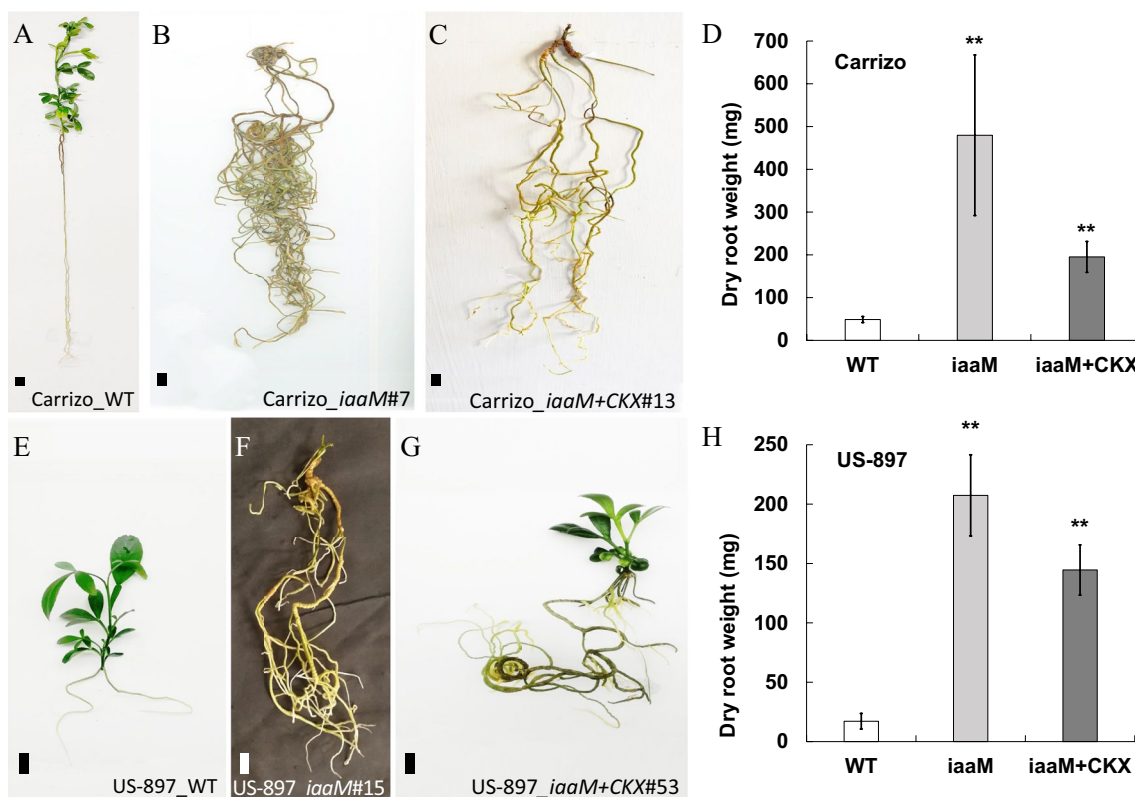 A
Carrizo_WT
B
Carrizo_iaaM#7
C
Carrizo_iaaM+CKX#13
D
Carrizo
Dry root weight (mg)
700
600
500
400
300
200
100
0
**
**
WT iaaM iaaM+CKX
E
US-897_WT
F
US-897_iaaM#15
G
US-897_iaaM+CKX#53
H
US-897
Dry root weight (mg)
250
200
150
100
50
0
**
**
WT iaaM iaaM+CKX